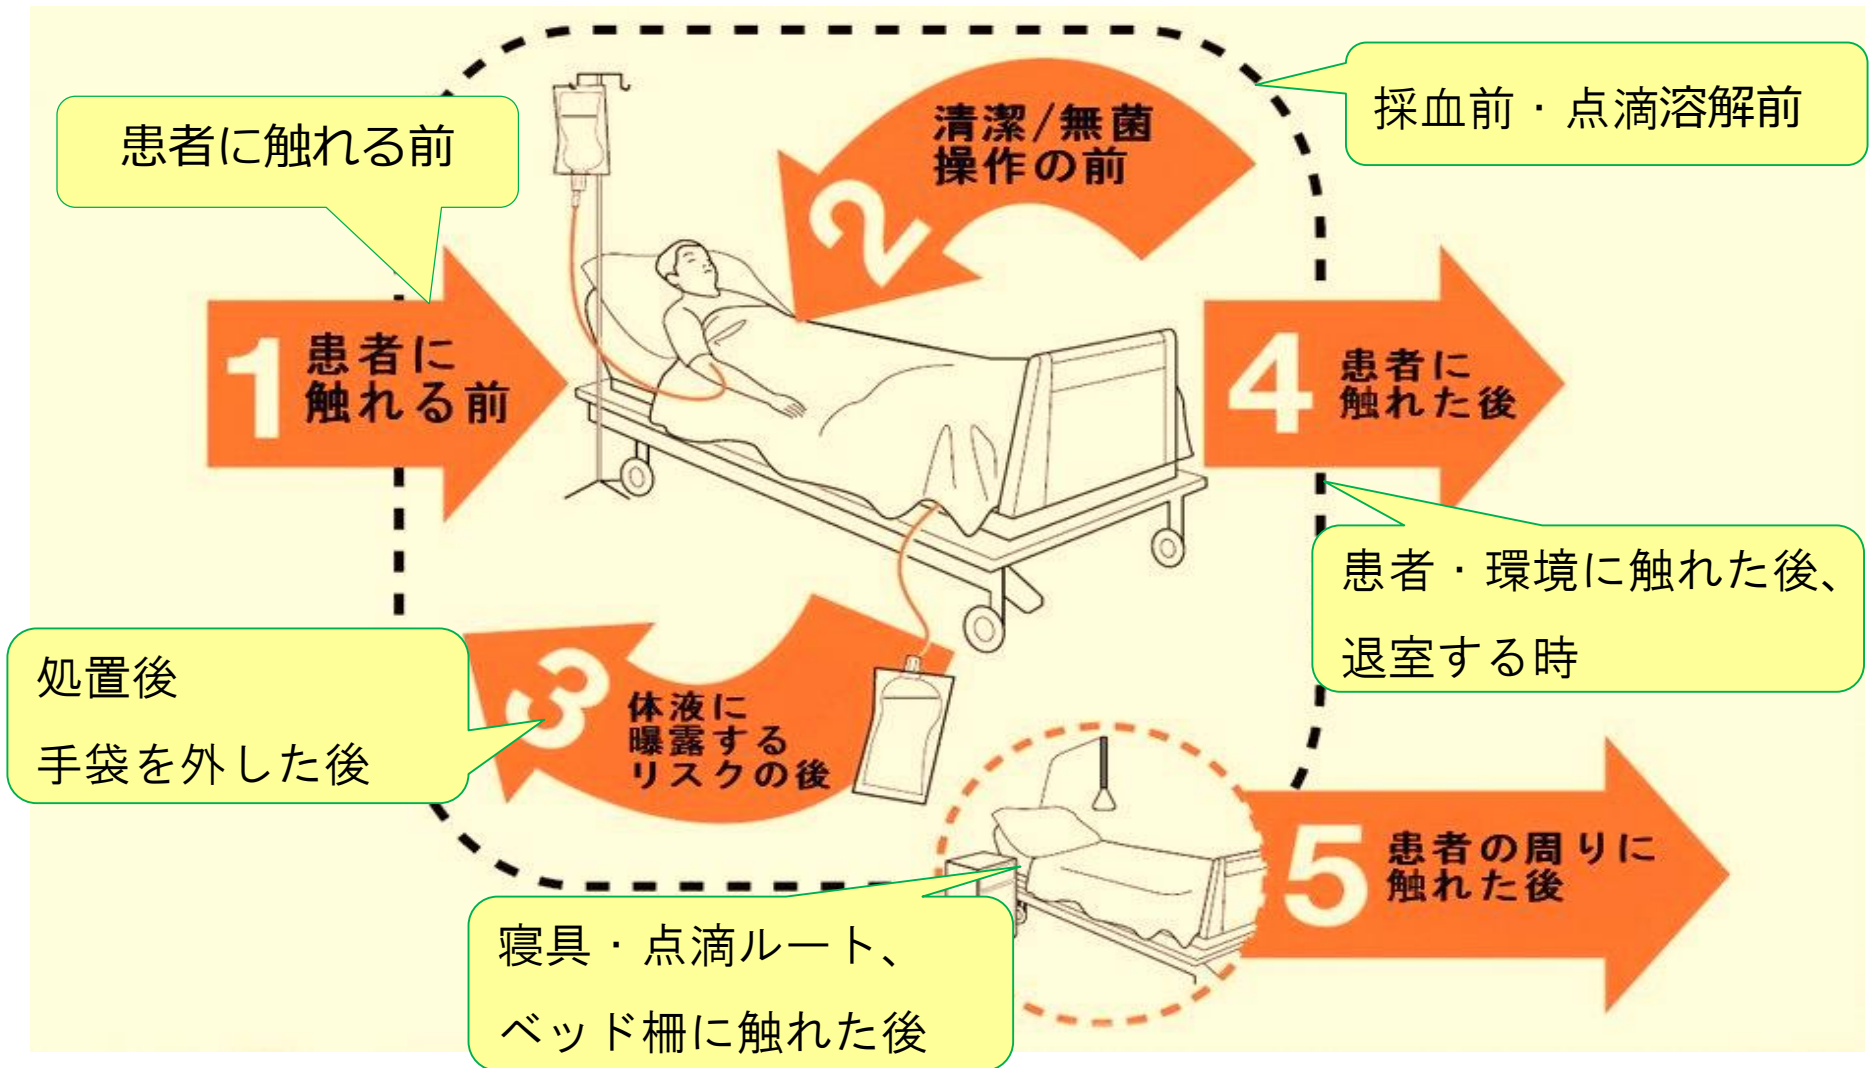 患者に触れる前
採血前・点滴溶解前
清潔/無菌
操作の前
2
1
患者に
触れる前
4
患者に
触れた後
患者・環境に触れた後、
退室する時
処置後
手袋を外した後
3
体液に
曝露する
リスクの後
5
患者の周りに
触れた後
寝具・点滴ルート、
ベッド柵に触れた後